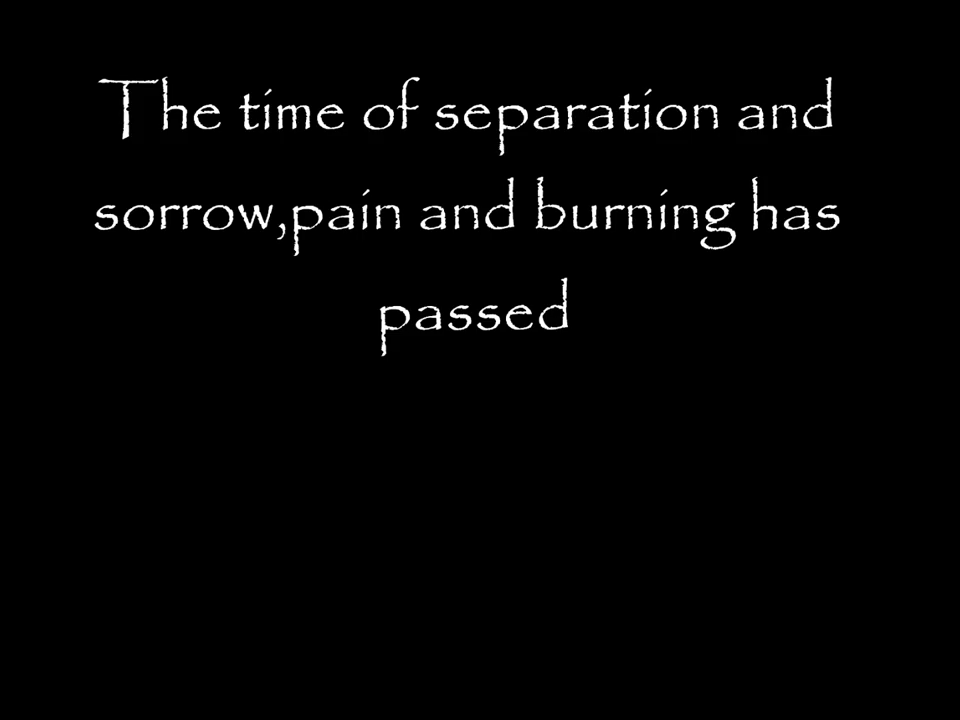 The time of separation and
sorrow,pain and burning has
passed